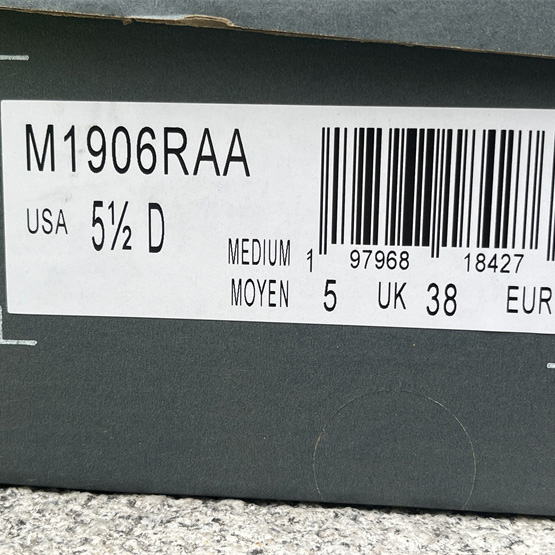 M1906RAA
USA 5½ D
MEDIUM
MOYEN
1 97968 18427
5 UK 38 EUR